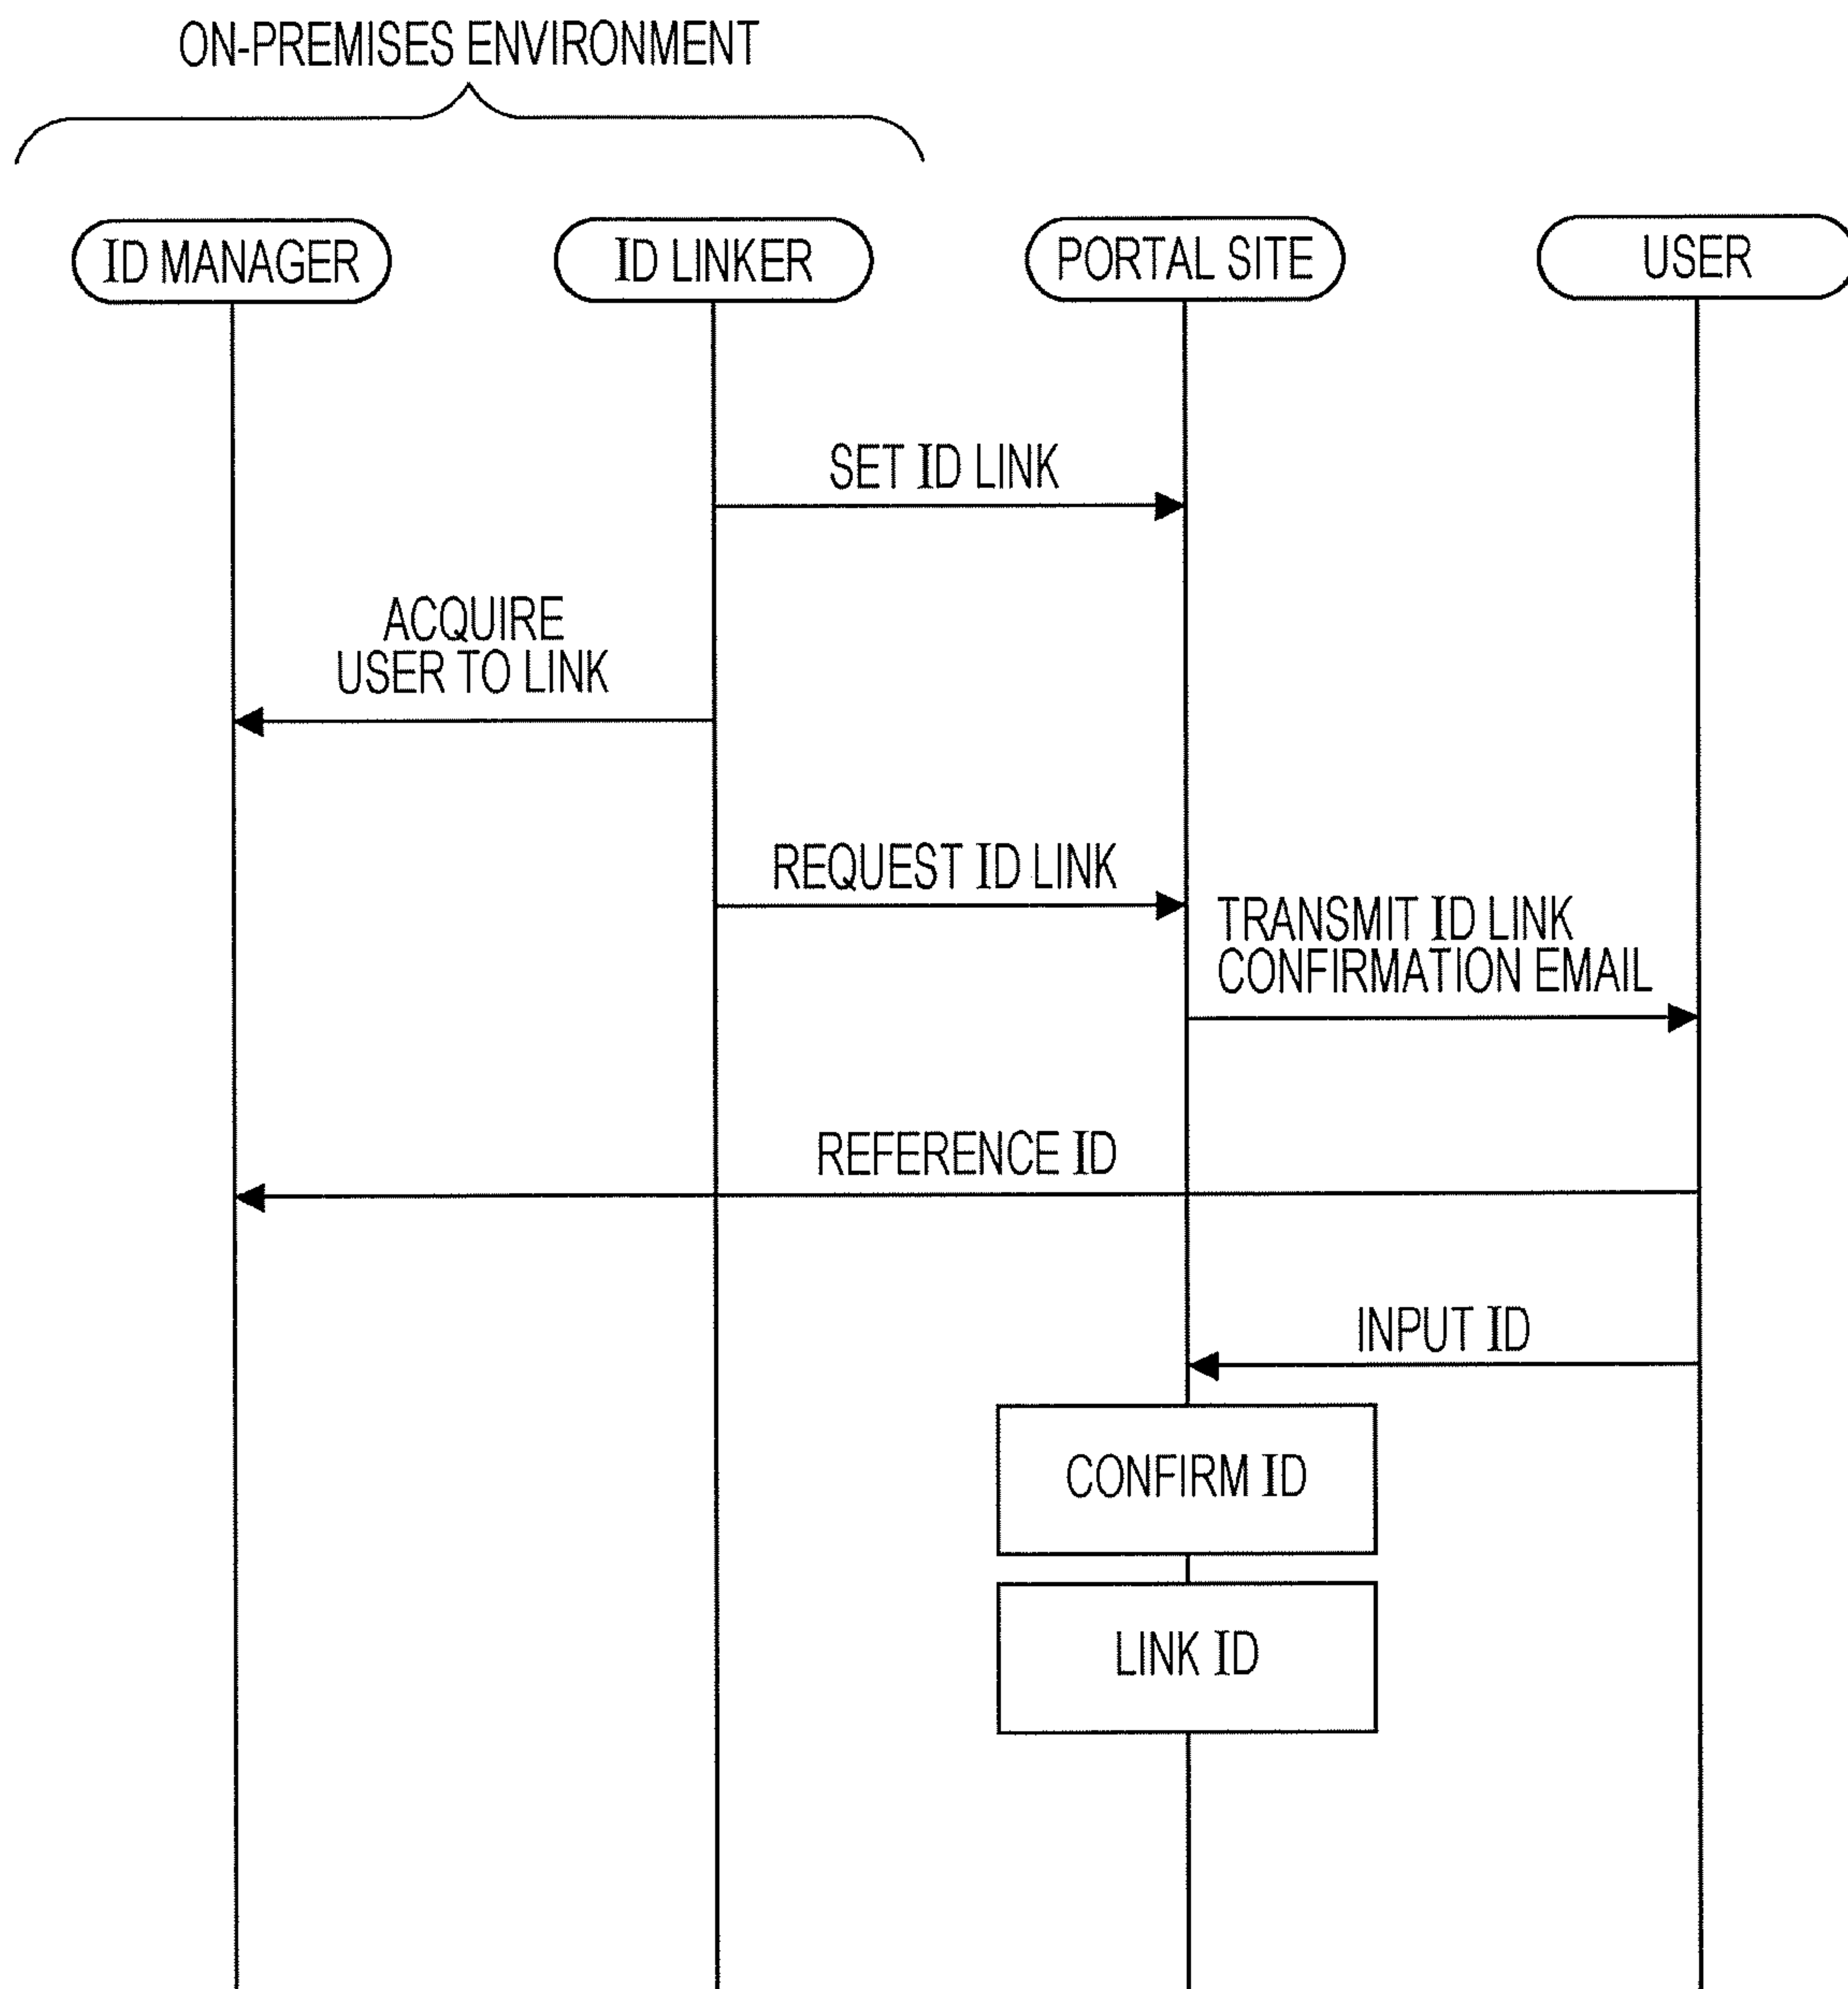 ON-PREMISES ENVIRONMENT
ID MANAGER
ID LINKER
PORTAL SITE
USER
SET ID LINK
ACQUIRE
USER TO LINK
REQUEST ID LINK
TRANSMIT ID LINK
CONFIRMATION EMAIL
REFERENCE ID
INPUT ID
CONFIRM ID
LINK ID